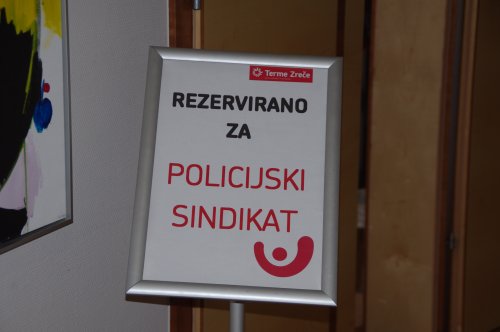 Terme Zreče
REZERVIRANO
ZA
POLICIJSKI
SINDIKAT